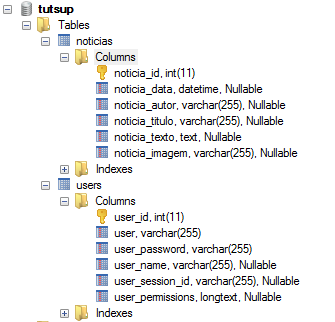 tutsup
Tables
noticias
Columns
noticia_id, int(11)
noticia_data, datetime, Nullable
noticia_autor, varchar(255), Nullable
noticia_titulo, varchar(255), Nullable
noticia_texto, text, Nullable
noticia_imagem, varchar(255), Nullable
Indexes
users
Columns
user_id, int(11)
user, varchar(255)
user_password, varchar(255)
user_name, varchar(255), Nullable
user_session_id, varchar(255), Nullable
user_permissions, longtext, Nullable
Indexes